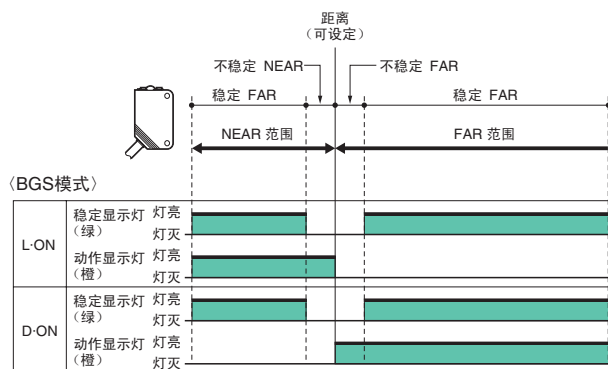 距离
（可设定）
不稳定 NEAR
不稳定 FAR
稳定 FAR
稳定 FAR
NEAR 范围
FAR 范围
〈BGS模式〉
L·ON
稳定显示灯 灯亮
（绿） 灯灭
动作显示灯 灯亮
（橙） 灯灭
D·ON
稳定显示灯 灯亮
（绿） 灯灭
动作显示灯 灯亮
（橙） 灯灭